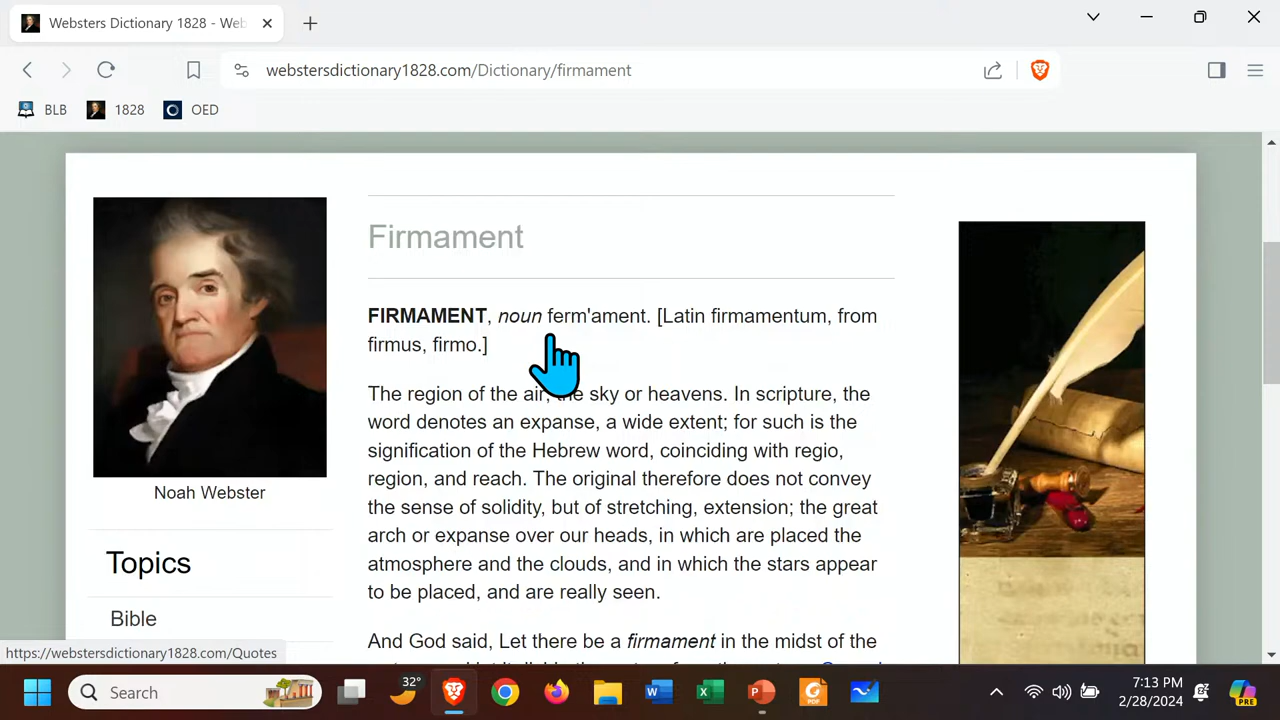 Websters Dictionary 1828 - Web
webstersdictionary1828.com/Dictionary/firmament
BLB 1828 OED
Firmament
FIRMAMENT, noun ferm'ament. [Latin firmamentum, from
firmus, firmo.]
The region of the air; the sky or heavens. In scripture, the
word denotes an expanse, a wide extent; for such is the
signification of the Hebrew word, coinciding with regio,
region, and reach. The original therefore does not convey
the sense of solidity, but of stretching, extension; the great
arch or expanse over our heads, in which are placed the
atmosphere and the clouds, and in which the stars appear
to be placed, and are really seen.
And God said, Let there be a firmament in the midst of the
Noah Webster
Topics
Bible
https://webstersdictionary1828.com/Quotes
Search
32°
PDF
7:13 PM
2/28/2024
PRE